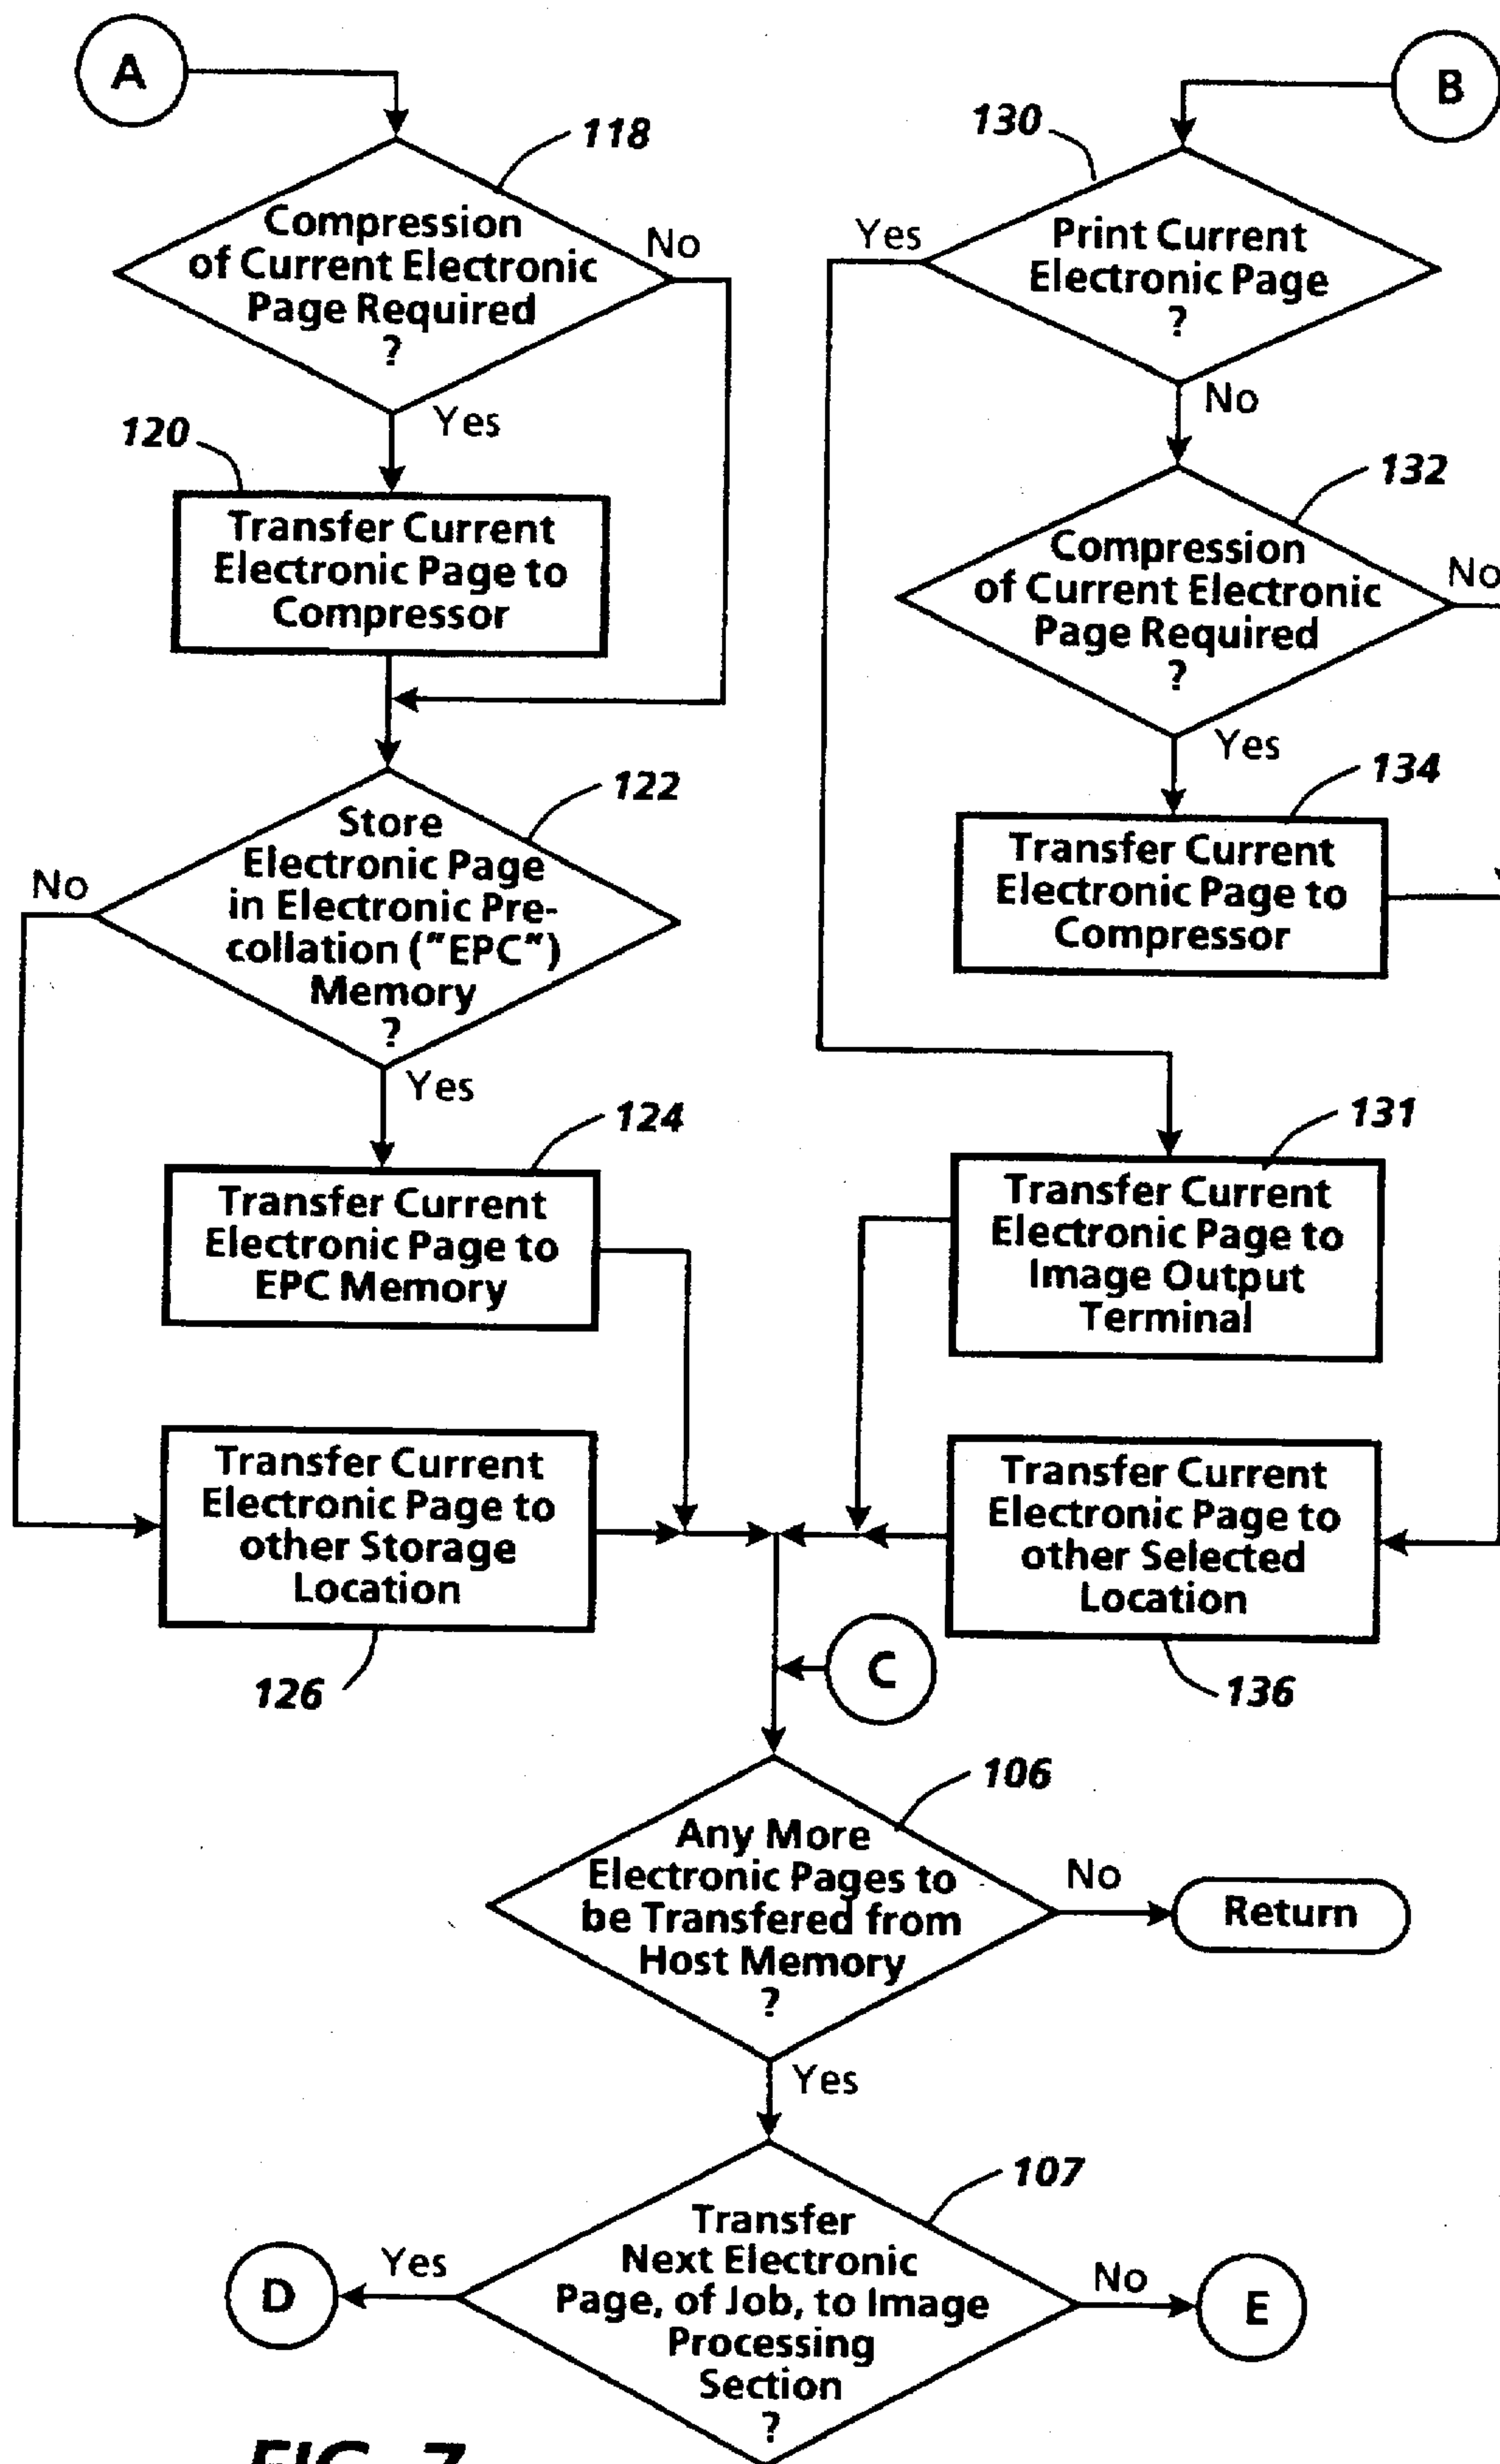 A
118
Compression
of Current Electronic
Page Required
?
No
Yes
120
Transfer Current
Electronic Page to
Compressor
122
Store
Electronic Page
in Electronic Pre-
collation ("EPC")
Memory
?
No
Yes
124
Transfer Current
Electronic Page to
EPC Memory
Transfer Current
Electronic Page to
other Storage
Location
126
B
130
Print Current
Electronic Page
?
Yes
No
132
Compression
of Current Electronic
Page Required
?
No
Yes
134
Transfer Current
Electronic Page to
Compressor
131
Transfer Current
Electronic Page to
Image Output
Terminal
Transfer Current
Electronic Page to
other Selected
Location
136
C
106
Any More
Electronic Pages to
be Transfered from
Host Memory
?
No
Return
Yes
107
Transfer
Next Electronic
Page, of Job, to Image
Processing
Section
?
Yes
D
No
E
FIG. 7